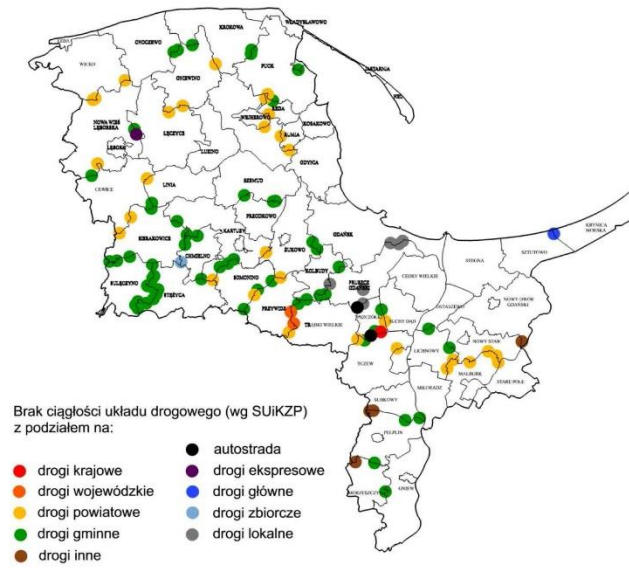 WŁADYSŁAWOWO
KROKOWA
CHOCZEWO
WICKO
PUCK
JASTARNIA
GNIEWINO
HEL
REDA
NOWA WIEŚ
LĘBORSKA
WEJHEROWO
KOSAKOWO
ŁĘCZYCE
RUMIA
LĘBORK
LUZINO
GDYNIA
CEWICE
LINIA
SZEMUD
PRZODKOWO
KRYNICA
MORSKA
SIERAKOWICE
KARTUZY
GDAŃSK
SZTUTOWO
CHMIELNO
ŻUKOWO
STEGNA
KOLBUDY
SULĘCZYNO
SOMONINO
PRUSZCZ
GDAŃSKI
CEDRY WIELKIE
STĘŻYCA
NOWY DWÓR
GDAŃSKI
OSTASZEWO
PRZYWIDZ
PSZCZÓŁKI
SUCHY DĄB
TRĄBKI WIELKIE
NOWY STAW
LICHNOWY
TCZEW
MALBORK
STARE POLE
MIŁORADZ
SUBKOWY
PELPLIN
GNIEW
MORZESZCZYN
Brak ciągłości układu drogowego (wg SUiKZP)
z podziałem na:
autostrada
drogi krajowe
drogi ekspresowe
drogi wojewódzkie
drogi główne
drogi powiatowe
drogi zbiorcze
drogi gminne
drogi lokalne
drogi inne